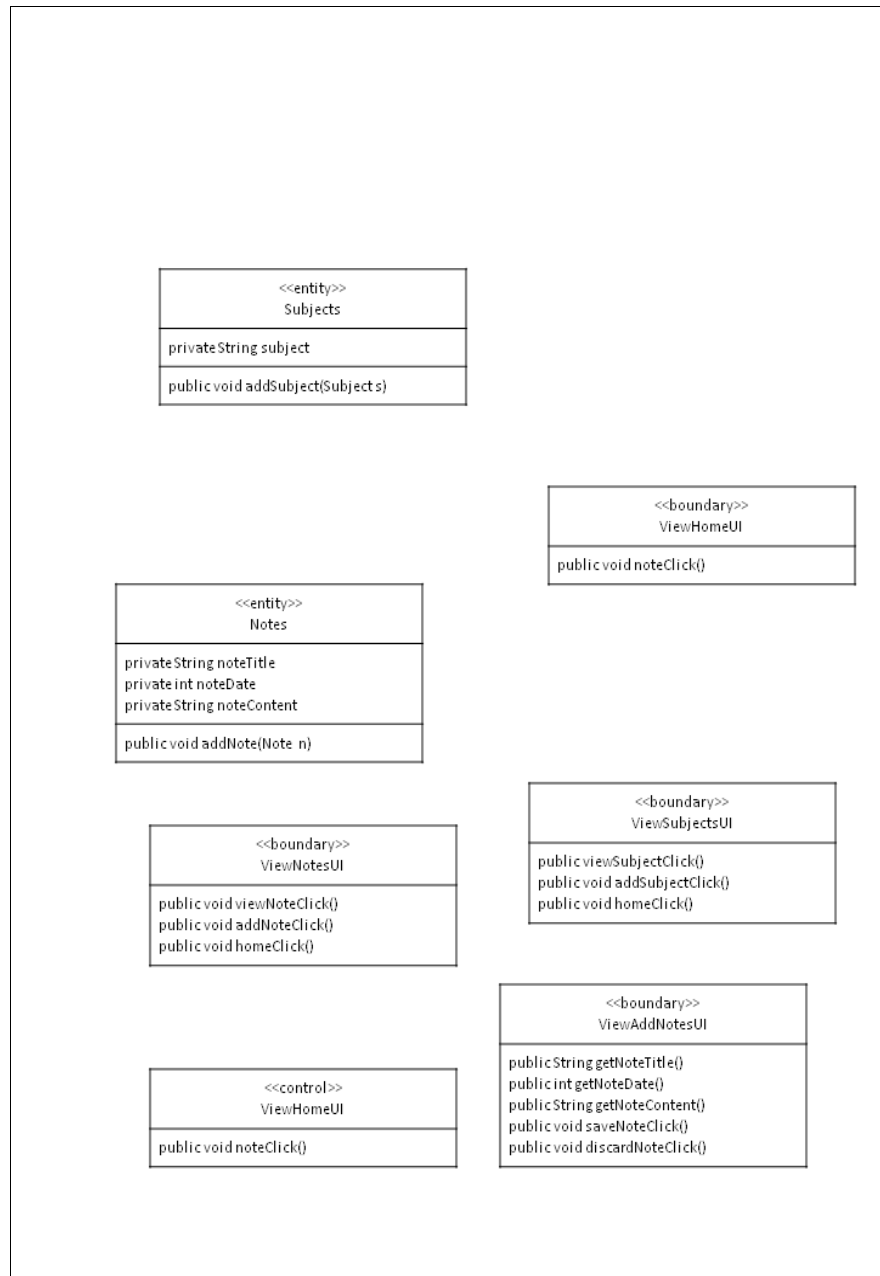 <<entity>>
Subjects
private String subject
public void addSubject(Subject s)
<<boundary>>
ViewHomeUI
public void noteClick()
<<entity>>
Notes
private String noteTitle
private int noteDate
private String noteContent
public void addNote(Note n)
<<boundary>>
ViewSubjectsUI
public viewSubjectClick()
public void addSubjectClick()
public void homeClick()
<<boundary>>
ViewNotesUI
public void viewNoteClick()
public void addNoteClick()
public void homeClick()
<<boundary>>
ViewAddNotesUI
public String getNoteTitle()
public int getNoteDate()
public String getNoteContent()
public void saveNoteClick()
public void discardNoteClick()
<<control>>
ViewHomeUI
public void noteClick()